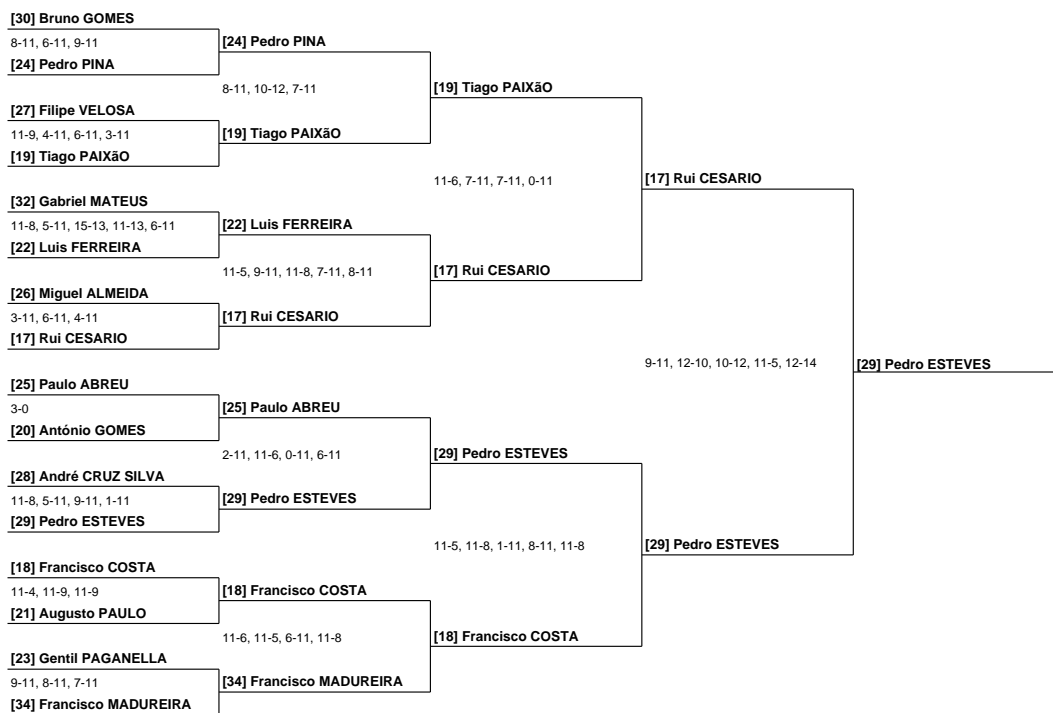 [30] Bruno GOMES
8-11, 6-11, 9-11
[24] Pedro PINA
[24] Pedro PINA
8-11, 10-12, 7-11
[19] Tiago PAIXãO
[27] Filipe VELOSA
11-9, 4-11, 6-11, 3-11
[19] Tiago PAIXãO
[19] Tiago PAIXãO
11-6, 7-11, 7-11, 0-11
[17] Rui CESARIO
[32] Gabriel MATEUS
11-8, 5-11, 15-13, 11-13, 6-11
[22] Luis FERREIRA
[22] Luis FERREIRA
11-5, 9-11, 11-8, 7-11, 8-11
[17] Rui CESARIO
[26] Miguel ALMEIDA
3-11, 6-11, 4-11
[17] Rui CESARIO
[17] Rui CESARIO
9-11, 12-10, 10-12, 11-5, 12-14
[29] Pedro ESTEVES
[25] Paulo ABREU
3-0
[20] António GOMES
[25] Paulo ABREU
2-11, 11-6, 0-11, 6-11
[29] Pedro ESTEVES
[28] André CRUZ SILVA
11-8, 5-11, 9-11, 1-11
[29] Pedro ESTEVES
[29] Pedro ESTEVES
11-5, 11-8, 1-11, 8-11, 11-8
[29] Pedro ESTEVES
[18] Francisco COSTA
11-4, 11-9, 11-9
[21] Augusto PAULO
[18] Francisco COSTA
11-6, 11-5, 6-11, 11-8
[18] Francisco COSTA
[23] Gentil PAGANELLA
9-11, 8-11, 7-11
[34] Francisco MADUREIRA
[34] Francisco MADUREIRA